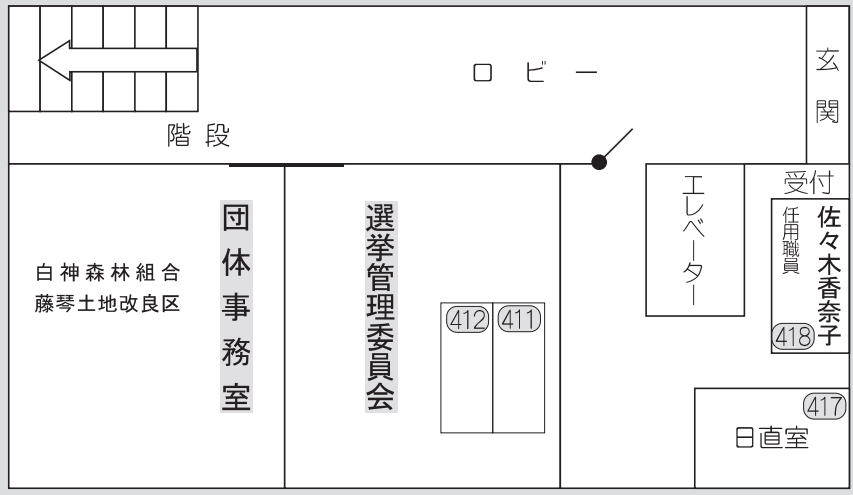 ロビー
玄関
階段
受付
エレベーター
佐々木香奈子
任用職員
418
団体事務室
白神森林組合
藤琴土地改良区
選挙管理委員会
412
411
417
日直室